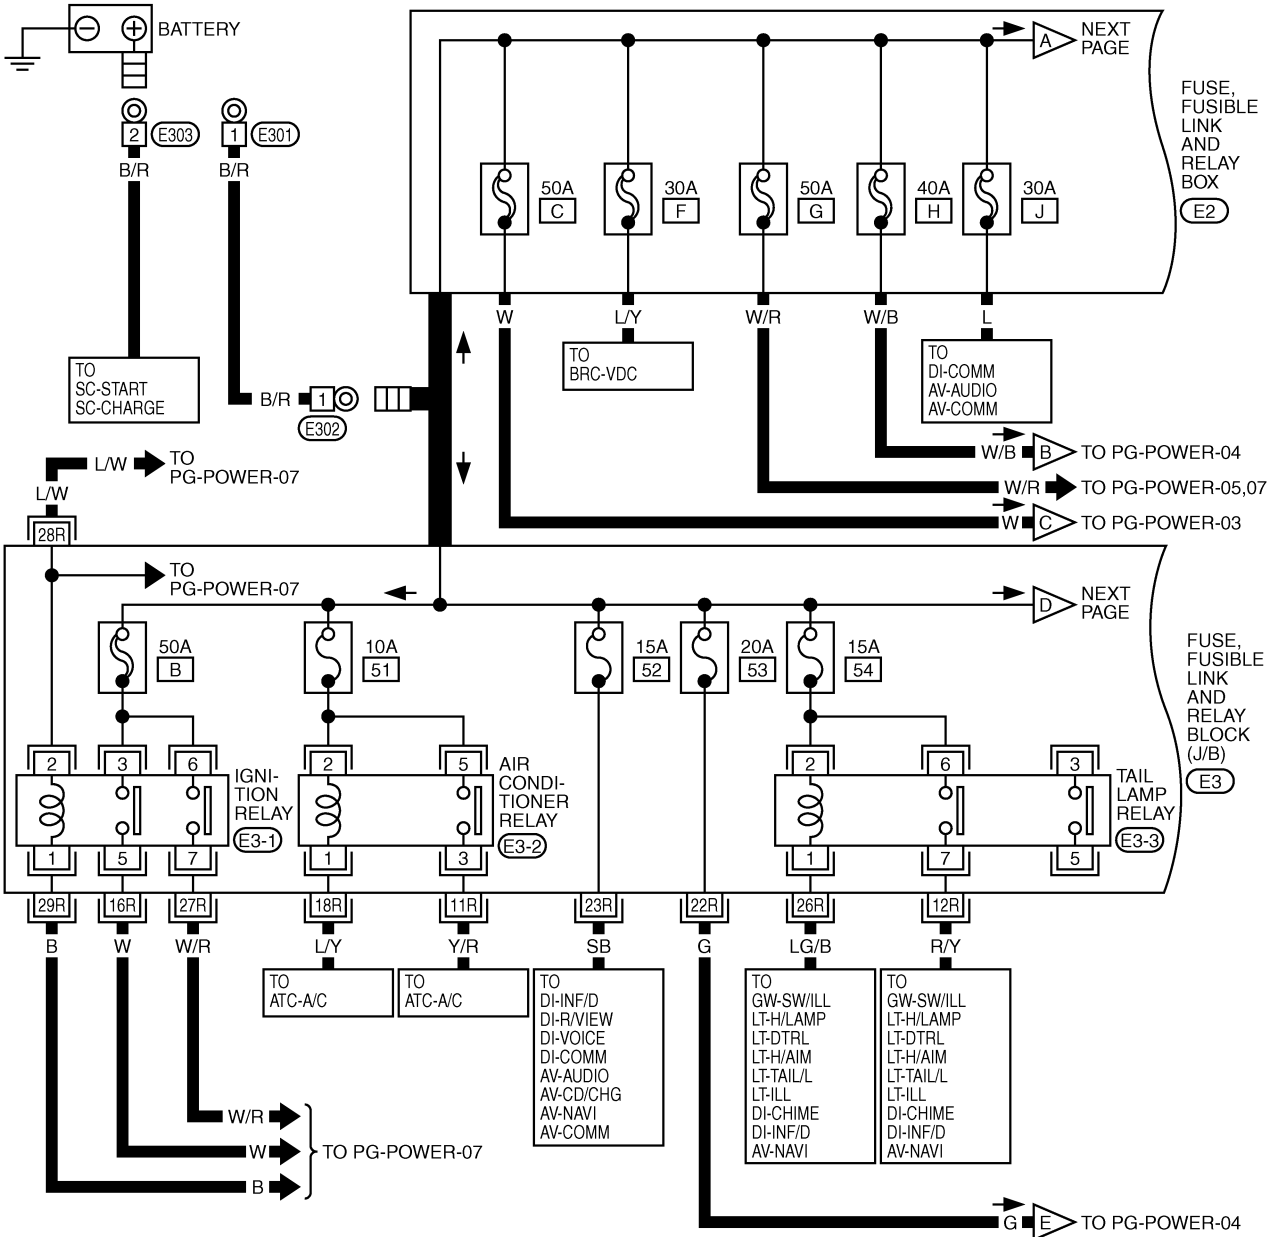 BATTERY
2
E303
1
E301
B/R
B/R
TO
SC-START
SC-CHARGE
B/R
1
E302
A
NEXT
PAGE
FUSE,
FUSIBLE
LINK
AND
RELAY
BOX
E2
50A
C
30A
F
50A
G
40A
H
30A
J
W
L/Y
W/R
W/B
L
TO
BRC-VDC
TO
DI-COMM
AV-AUDIO
AV-COMM
W/B
B
TO PG-POWER-04
W/R
TO PG-POWER-05,07
W
C
TO PG-POWER-03
L/W
TO
PG-POWER-07
L/W
28R
TO
PG-POWER-07
D
NEXT
PAGE
FUSE,
FUSIBLE
LINK
AND
RELAY
BLOCK
(J/B)
E3
50A
B
10A
51
15A
52
20A
53
15A
54
2
3
6
IGNI-
TION
RELAY
E3-1
1
5
7
2
5
AIR
CONDI-
TIONER
RELAY
E3-2
1
3
2
6
3
TAIL
LAMP
RELAY
E3-3
1
7
5
29R
16R
27R
18R
11R
23R
22R
26R
12R
B
W
W/R
L/Y
Y/R
SB
G
LG/B
R/Y
TO
ATC-A/C
TO
ATC-A/C
TO
DI-INF/D
DI-R/VIEW
DI-VOICE
DI-COMM
AV-AUDIO
AV-CD/CHG
AV-NAVI
AV-COMM
TO
GW-SW/ILL
LT-H/LAMP
LT-DTRL
LT-H/AIM
LT-TAIL/L
LT-ILL
DI-CHIME
DI-INF/D
AV-NAVI
TO
GW-SW/ILL
LT-H/LAMP
LT-DTRL
LT-H/AIM
LT-TAIL/L
LT-ILL
DI-CHIME
DI-INF/D
AV-NAVI
W/R
W
B
TO PG-POWER-07
G
E
TO PG-POWER-04